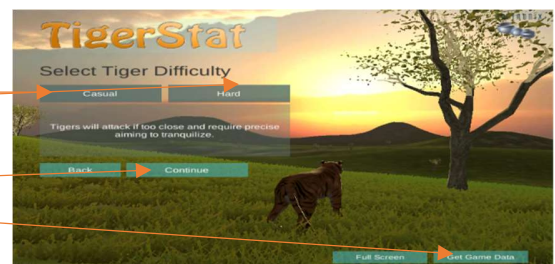 TigerStat
Select Tiger Difficulty
Casual Hard
Tigers will attack if too close and require precise
aiming to tranquilize.
Back Continue
Full Screen Get Game Data